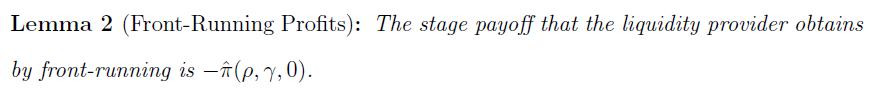 Lemma 2 (Front-Running Profits): The stage payoff that the liquidity provider obtains
by front-running is −π̂(ρ, γ, 0).